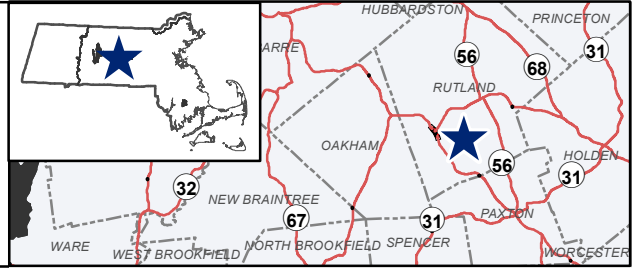 HUBBARDSTON
PRINCETON
ARRE
56
31
68
RUTLAND
OAKHAM
56
HOLDEN
32
31
NEW BRAINTREE
67
31
PAXTON
WARE
WEST BROOKFIELD
NORTH BROOKFIELD
SPENCER
WORCESTER